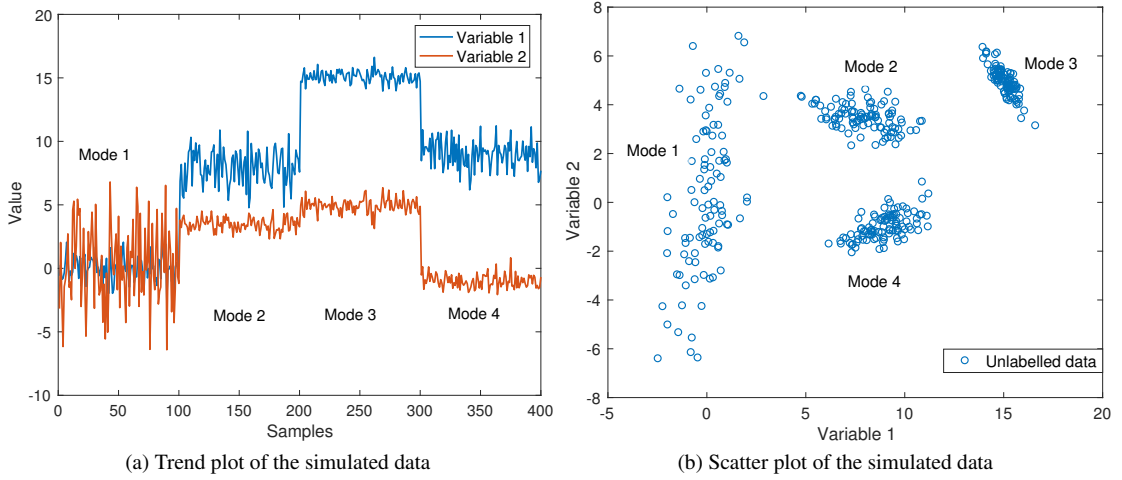 20
15
10
5
0
-5
-10
Value
0
50
100
150
200
250
300
350
400
Samples
Variable 1
Variable 2
Mode 1
Mode 2
Mode 3
Mode 4
(a) Trend plot of the simulated data
8
6
4
2
0
-2
-4
-6
-8
Variable 2
-5
0
5
10
15
20
Variable 1
Mode 1
Mode 2
Mode 3
Mode 4
Unlabelled data
(b) Scatter plot of the simulated data